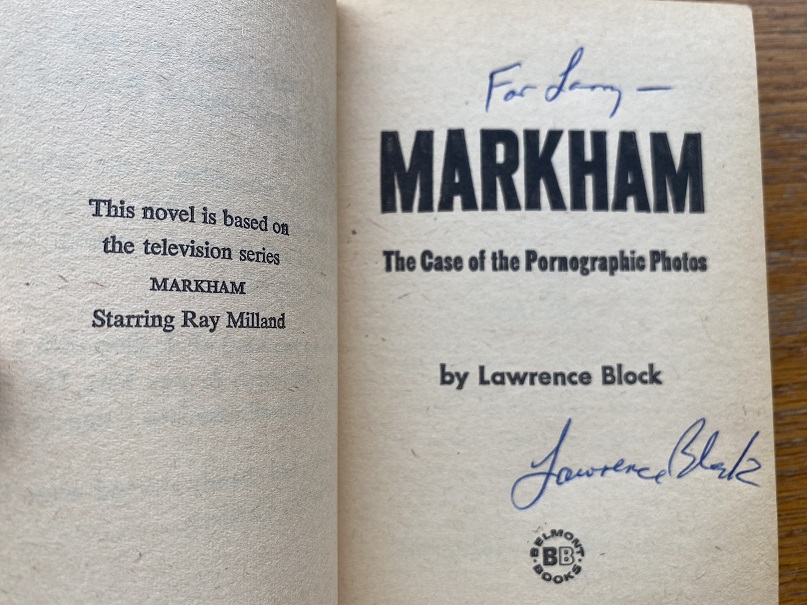 This novel is based on
the television series
MARKHAM
Starring Ray Milland
For Larry —
MARKHAM
The Case of the Pornographic Photos
by Lawrence Block
Lawrence Block
BELMONT
BB
BOOKS